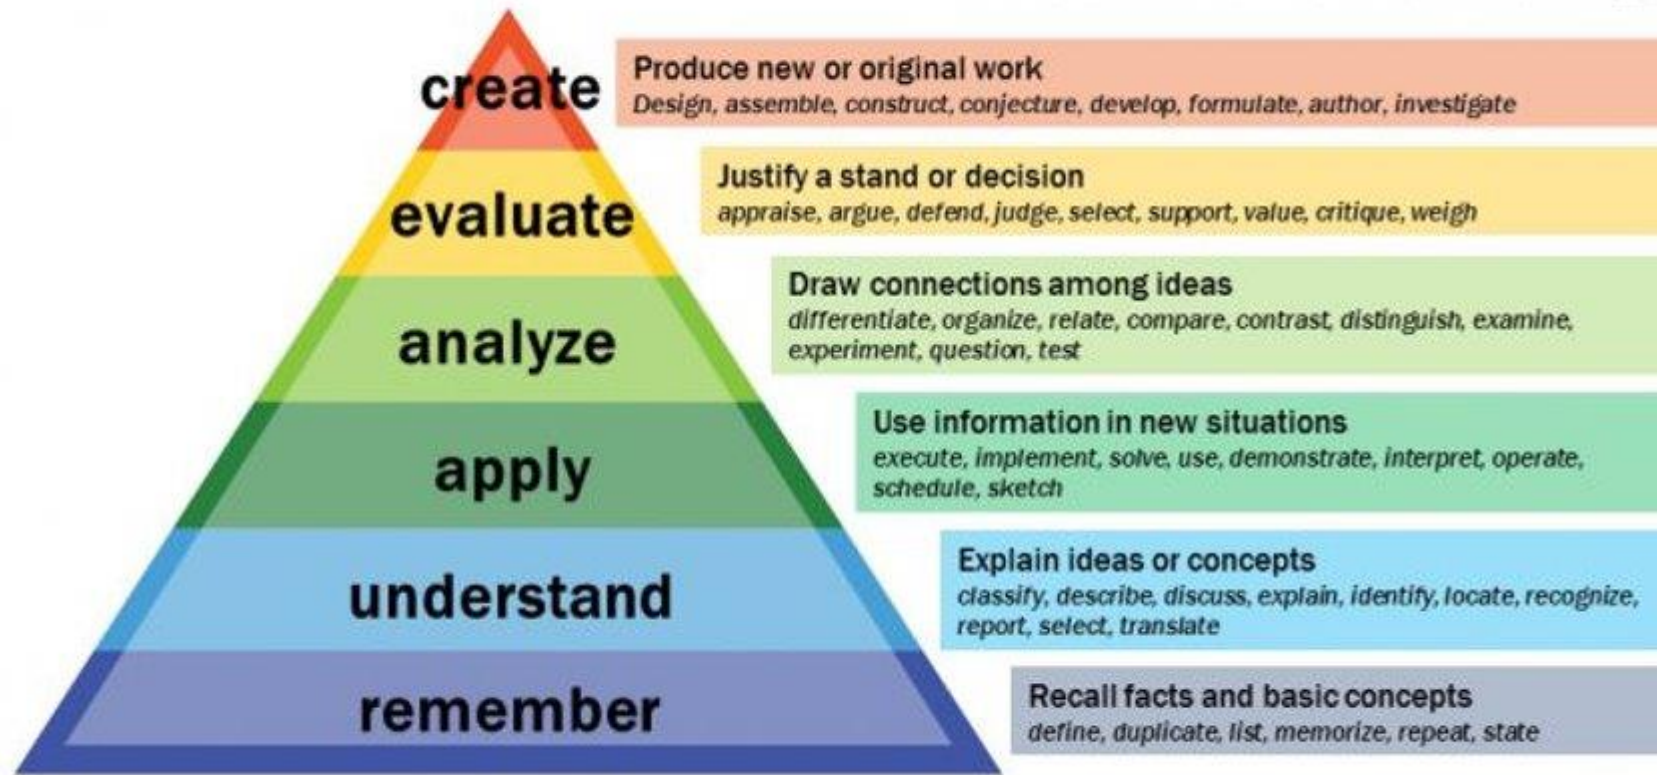 create
Produce new or original work
Design, assemble, construct, conjecture, develop, formulate, author, investigate
evaluate
Justify a stand or decision
appraise, argue, defend, judge, select, support, value, critique, weigh
analyze
Draw connections among ideas
differentiate, organize, relate, compare, contrast, distinguish, examine,
experiment, question, test
apply
Use information in new situations
execute, implement, solve, use, demonstrate, interpret, operate,
schedule, sketch
understand
Explain ideas or concepts
classify, describe, discuss, explain, identify, locate, recognize,
report, select, translate
remember
Recall facts and basic concepts
define, duplicate, list, memorize, repeat, state